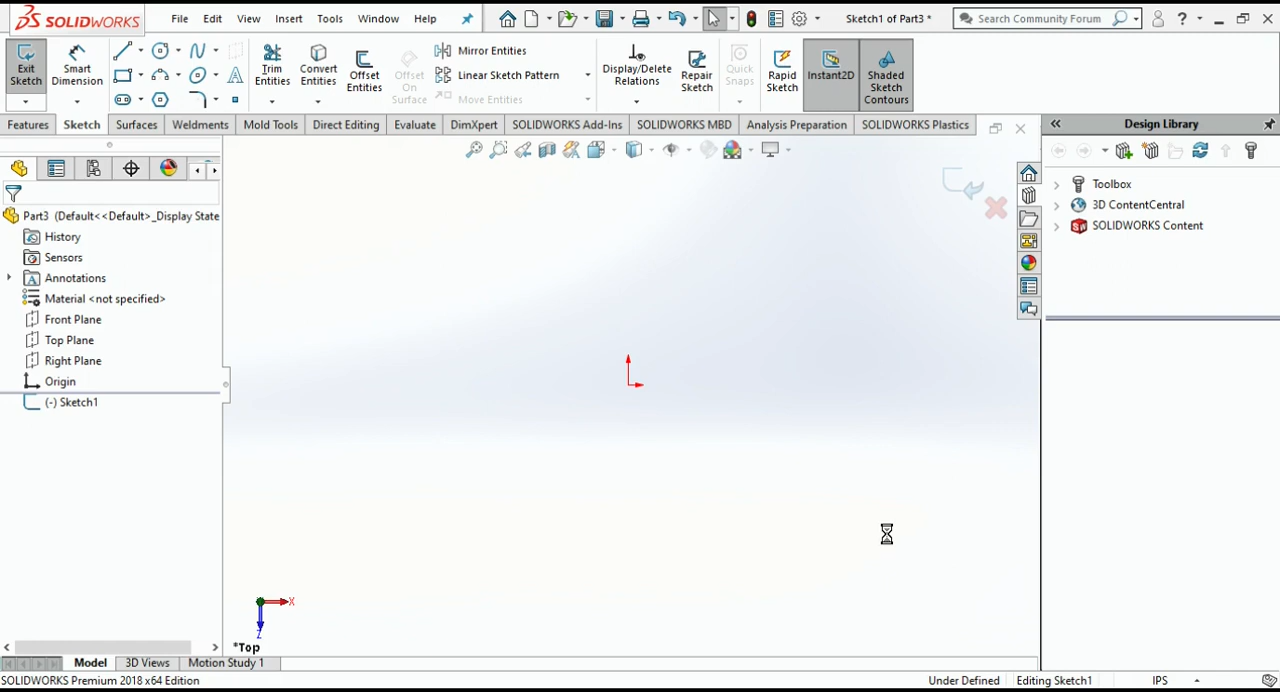 SOLIDWORKS File Edit View Insert Tools Window Help Sketch1 of Part3 * Search Community Forum ?
Exit Sketch
Smart Dimension
Trim Entities
Convert Entities
Offset Entities
Offset On Surface
Mirror Entities
Linear Sketch Pattern
Move Entities
Display/Delete Relations
Repair Sketch
Quick Snaps
Rapid Sketch
Instant2D
Shaded Sketch Contours
Features Sketch Surfaces Weldments Mold Tools Direct Editing Evaluate DimXpert SOLIDWORKS Add-Ins SOLIDWORKS MBD Analysis Preparation SOLIDWORKS Plastics
Design Library
Toolbox
3D ContentCentral
SOLIDWORKS Content
Part3 (Default<<Default>_Display State
History
Sensors
Annotations
Material <not specified>
Front Plane
Top Plane
Right Plane
Origin
(-) Sketch1
X
Z
*Top
Model 3D Views Motion Study 1
SOLIDWORKS Premium 2018 x64 Edition Under Defined Editing Sketch1 IPS